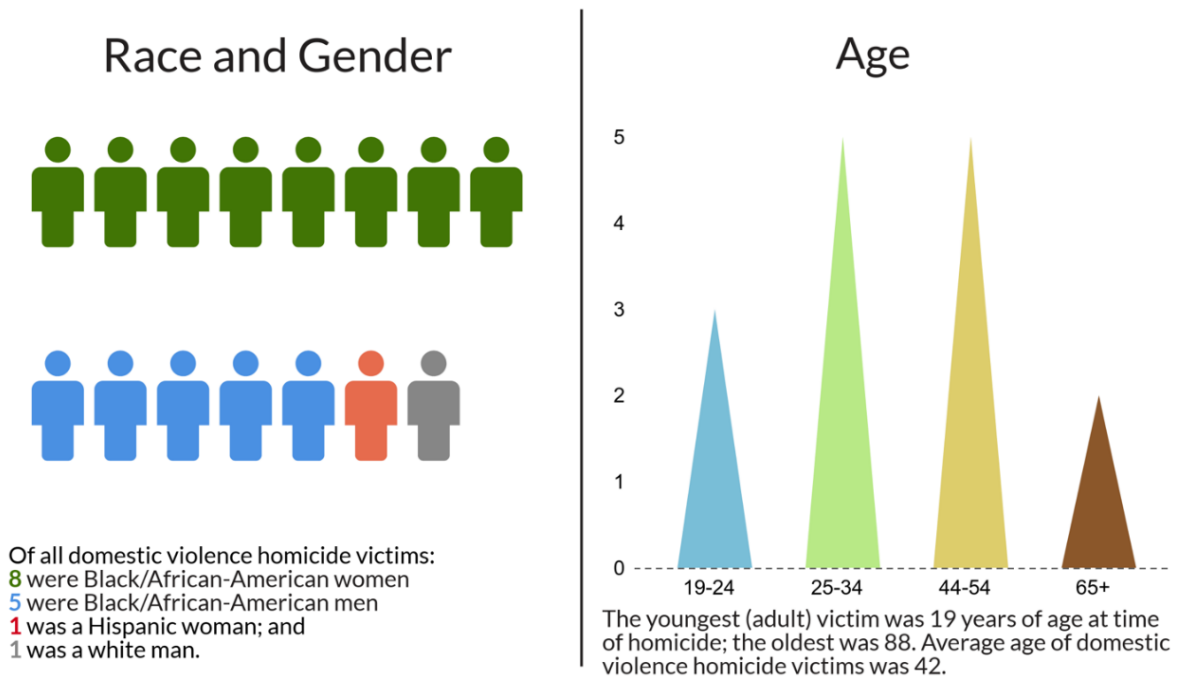 Race and Gender
Of all domestic violence homicide victims:
8 were Black/African-American women
5 were Black/African-American men
1 was a Hispanic woman; and
1 was a white man.
Age
5
4
3
2
1
0
19-24
25-34
44-54
65+
The youngest (adult) victim was 19 years of age at time
of homicide; the oldest was 88. Average age of domestic
violence homicide victims was 42.